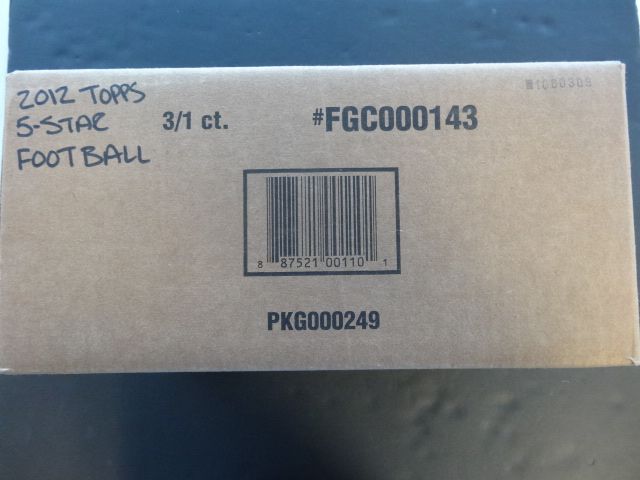 2012 TOPPS
5-STAR
FOOTBALL
3/1 ct.
#FGC000143
8 87521 00110 1
PKG000249